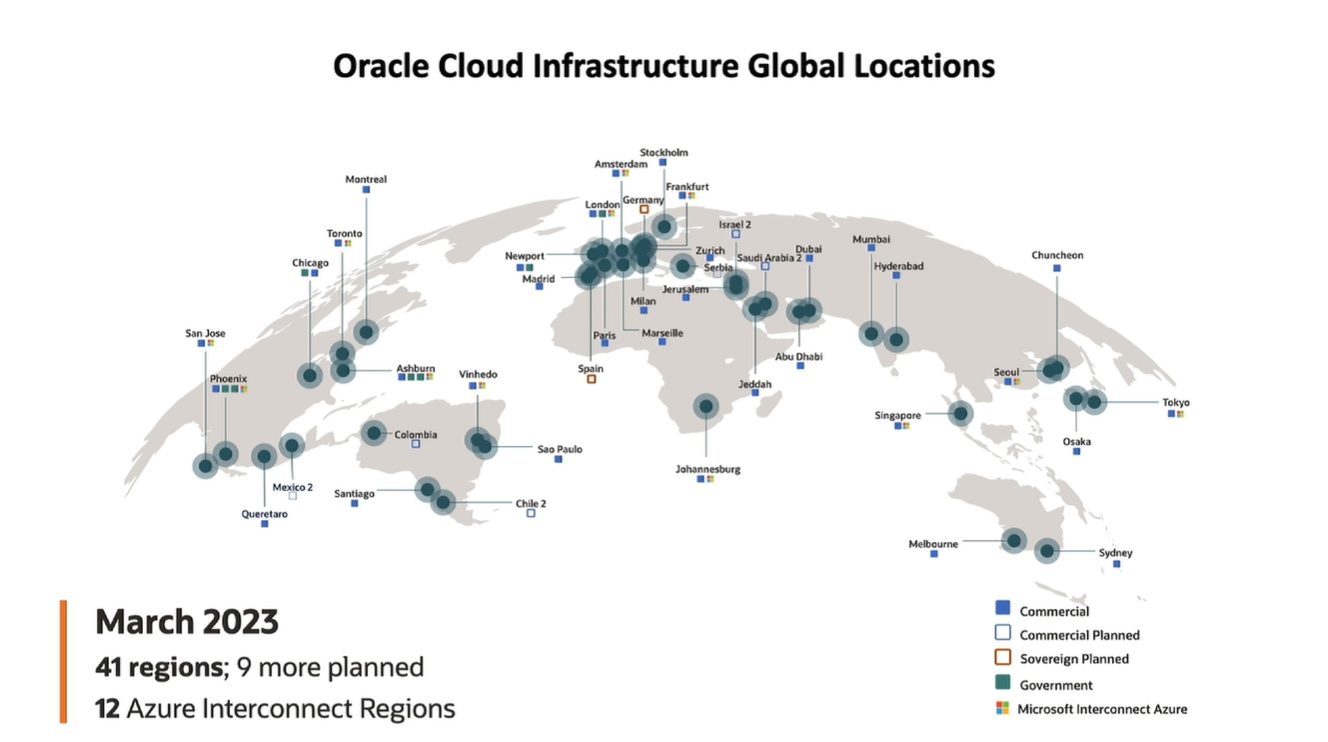 Oracle Cloud Infrastructure Global Locations
Stockholm
Amsterdam
Montreal
Frankfurt
Germany
London
Israel 2
Toronto
Mumbai
Dubai
Zurich
Chuncheon
Newport
Saudi Arabia 2
Chicago
Hyderabad
Serbia
Madrid
Jerusalem
Milan
San Jose
Paris
Marseille
Abu Dhabi
Ashburn
Spain
Seoul
Vinhedo
Phoenix
Jeddah
Tokyo
Singapore
Colombia
Osaka
Sao Paulo
Johannesburg
Mexico 2
Santiago
Chile 2
Queretaro
Melbourne
Sydney
March 2023
41 regions; 9 more planned
12 Azure Interconnect Regions
Commercial
Commercial Planned
Sovereign Planned
Government
Microsoft Interconnect Azure